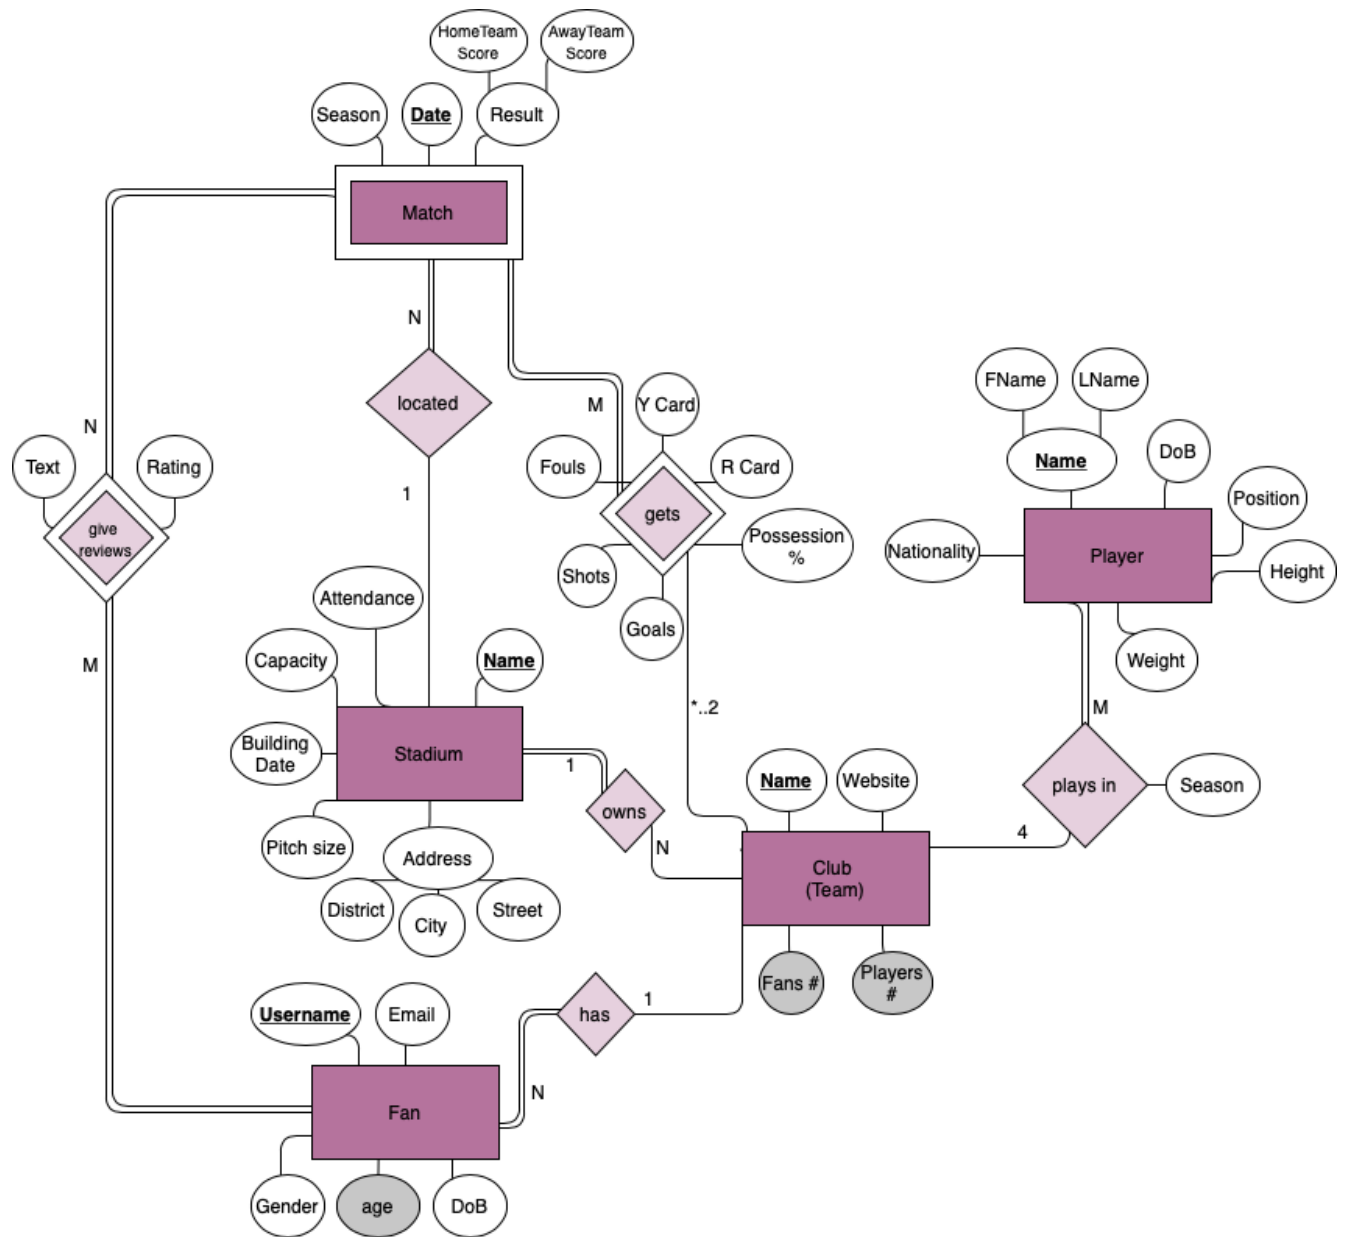 HomeTeam
Score
AwayTeam
Score
Season
Date
Result
Match
N
M
N
located
1
Text
Rating
give
reviews
M
Y Card
Fouls
R Card
gets
Possession
%
Shots
Goals
*..2
FName
LName
Name
DoB
Position
Nationality
Player
Height
Weight
M
plays in
Season
4
Attendance
Capacity
Name
Building
Date
Stadium
1
Pitch size
Address
District
City
Street
owns
N
Name
Website
Club
(Team)
Fans #
Players
#
has
1
N
Username
Email
Fan
Gender
age
DoB